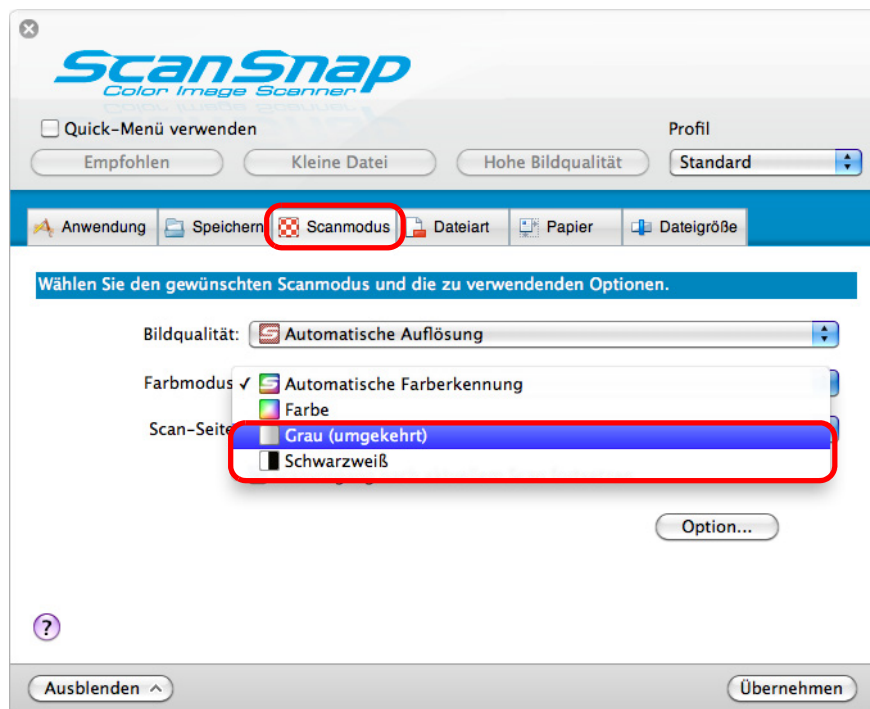 ScanSnap
Color Image Scanner
Quick-Menü verwenden
Profil
Empfohlen
Kleine Datei
Hohe Bildqualität
Standard
Anwendung
Speichern
Scanmodus
Dateiart
Papier
Dateigröße
Wählen Sie den gewünschten Scanmodus und die zu verwendenden Optionen.
Bildqualität:
Automatische Auflösung
Farbmodus
✓ Automatische Farberkennung
Farbe
Scan-Seite
Grau (umgekehrt)
Schwarzweiß
Option...
?
Ausblenden
Übernehmen